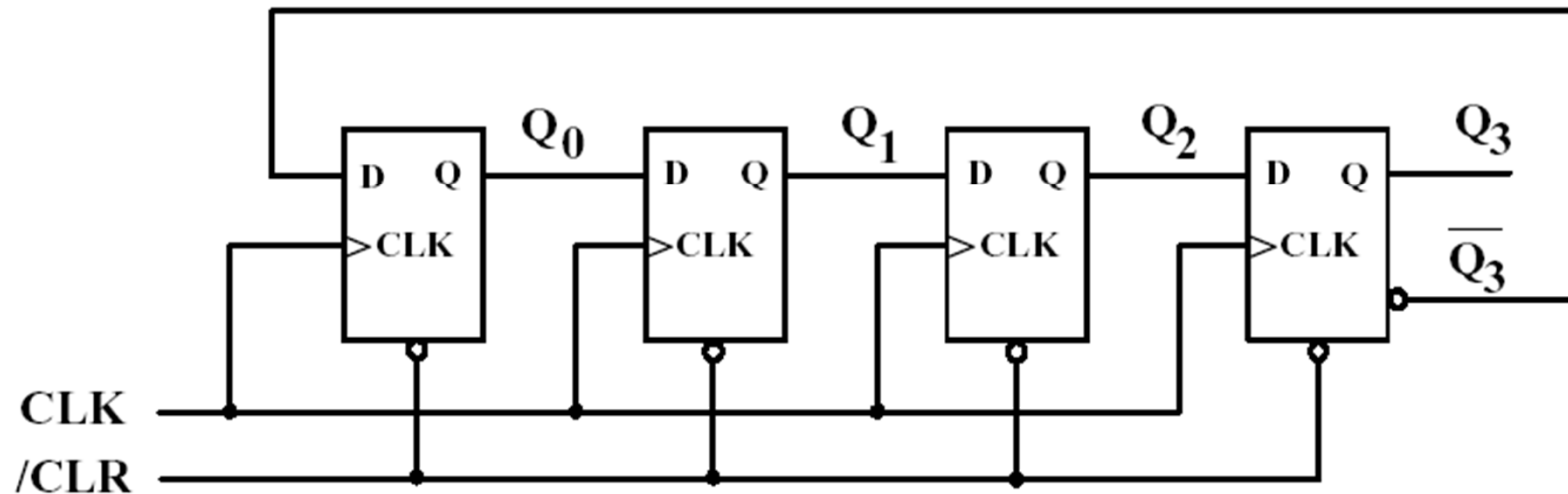 Q0 Q1 Q2 Q3
D Q D Q D Q D Q
CLK CLK CLK CLK
Q̅3
CLK
/CLR